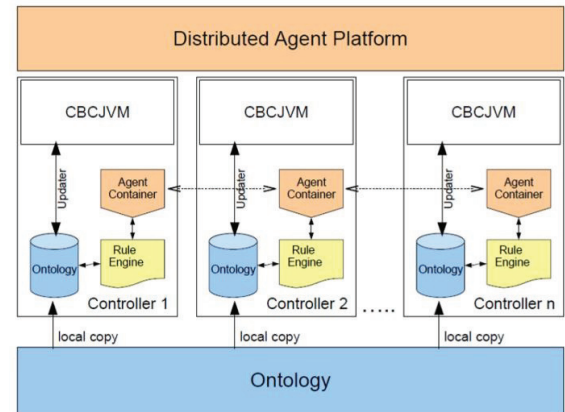 Distributed Agent Platform
CBCJVM
CBCJVM
CBCJVM
Updater
Agent
Container
Updater
Agent
Container
Updater
Agent
Container
Ontology
Rule
Engine
Ontology
Rule
Engine
Ontology
Rule
Engine
Controller 1
Controller 2
.....
Controller n
local copy
local copy
local copy
Ontology